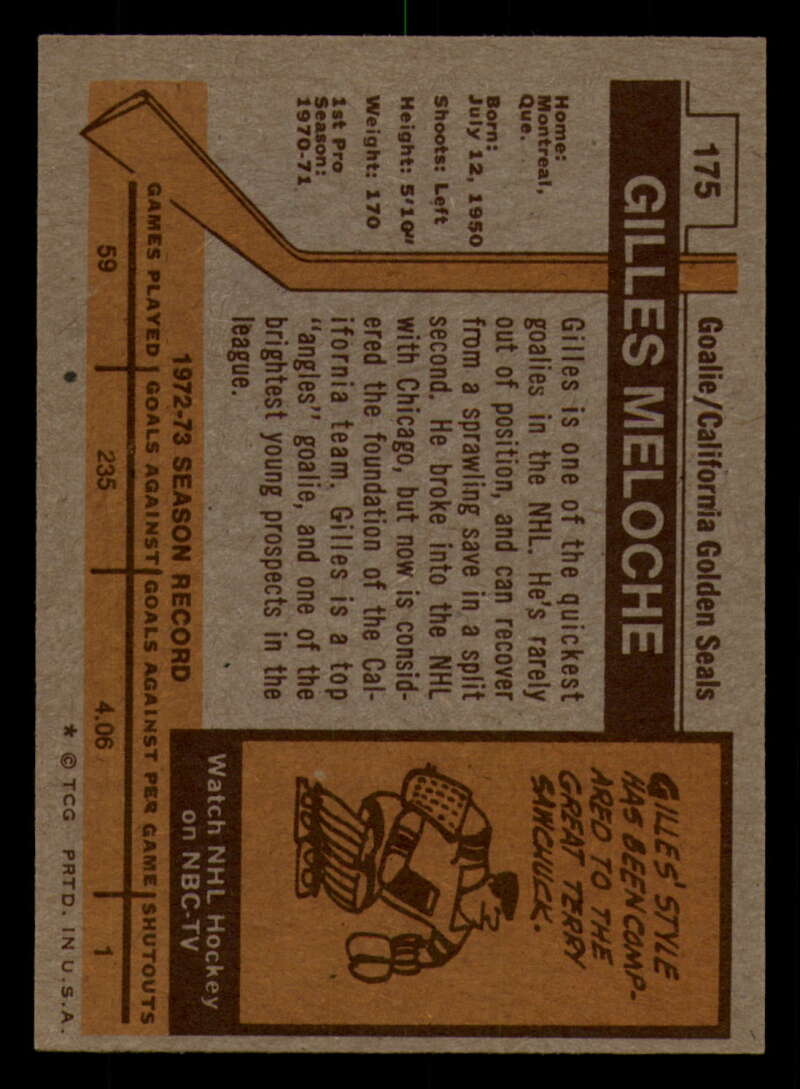 175
Goalie/California Golden Seals
GILLES MELOCHE
Home:
Montreal,
Que.
Born:
July 12, 1950
Shoots: Left
Height: 5'10"
Weight: 170
1st Pro
Season:
1970-71
Gilles is one of the quickest
goalies in the NHL. He's rarely
out of position, and can recover
from a sprawling save in a split
second. He broke into the NHL
with Chicago, but now is consid-
ered the foundation of the Cal-
ifornia team. Gilles is a top
"angles" goalie, and one of the
brightest young prospects in the
league.
GILLES' STYLE
HAS BEEN COMP-
ARED TO THE
GREAT TERRY
SAWCHUCK.
Watch NHL Hockey
on NBC-TV
1972-73 SEASON RECORD
GAMES PLAYED GOALS AGAINST GOALS AGAINST PER GAME SHUTOUTS
59 235 4.06 1
* © TCG PRTD. IN U.S.A.